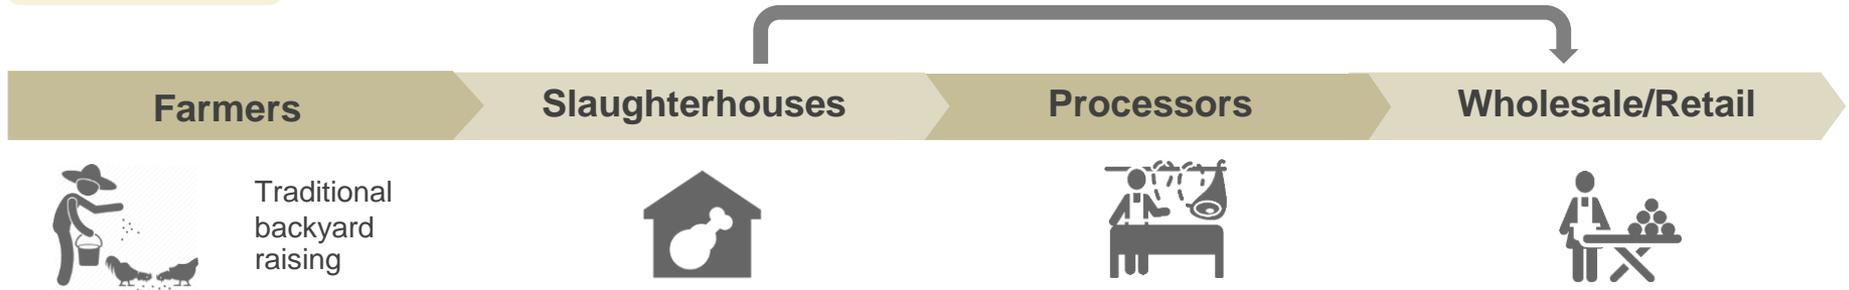 Farmers
Slaughterhouses
Processors
Wholesale/Retail
Traditional
backyard
raising